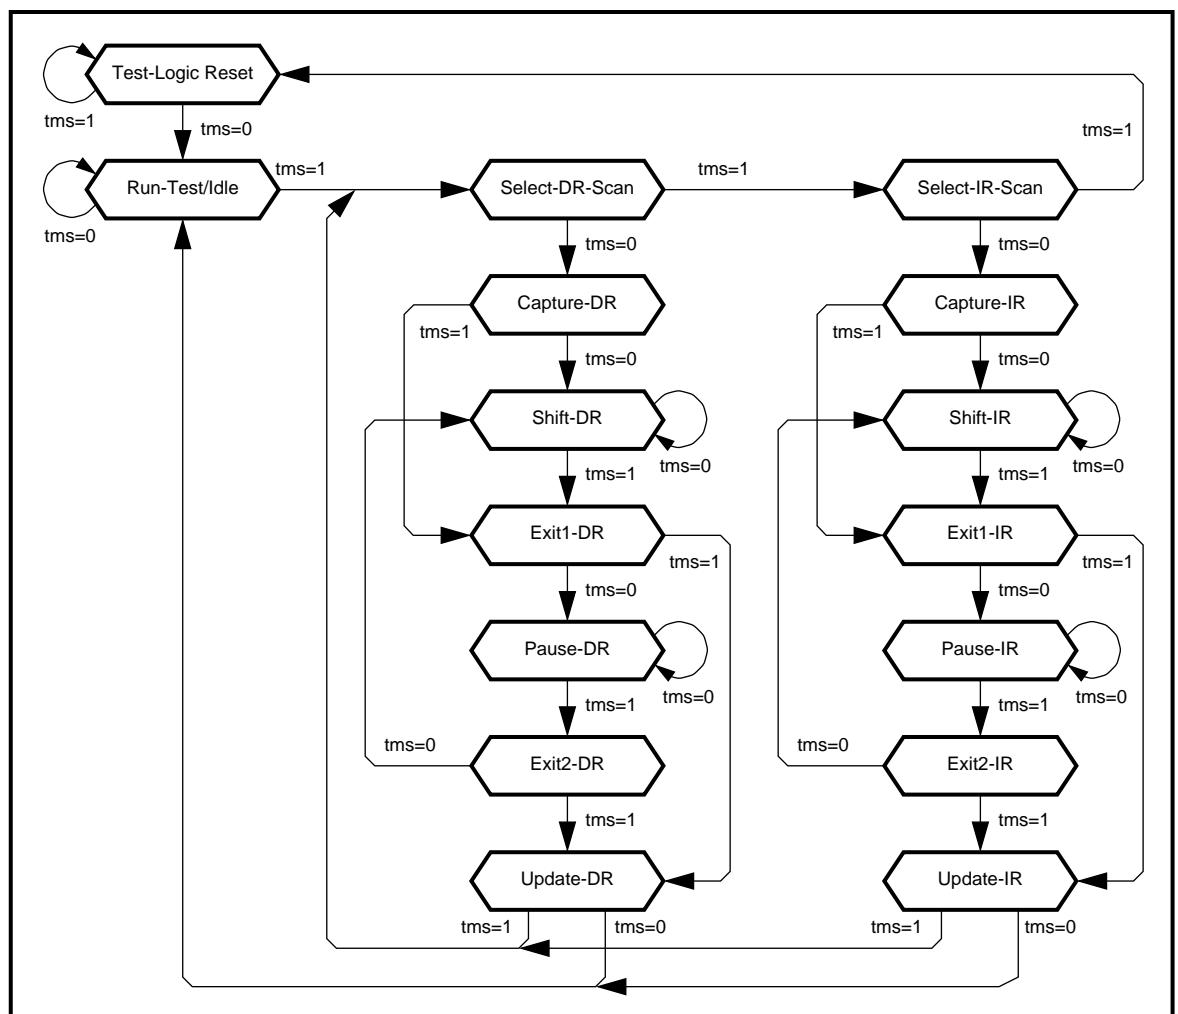 Test-Logic Reset
tms=1
tms=0
tms=1
Run-Test/Idle
tms=1
Select-DR-Scan
tms=1
Select-IR-Scan
tms=0
tms=0
tms=0
Capture-DR
Capture-IR
tms=1
tms=1
tms=0
tms=0
Shift-DR
Shift-IR
tms=0
tms=0
tms=1
tms=1
Exit1-DR
Exit1-IR
tms=1
tms=1
tms=0
tms=0
Pause-DR
Pause-IR
tms=0
tms=0
tms=1
tms=1
tms=0
tms=0
Exit2-DR
Exit2-IR
tms=1
tms=1
Update-DR
Update-IR
tms=1
tms=0
tms=1
tms=0